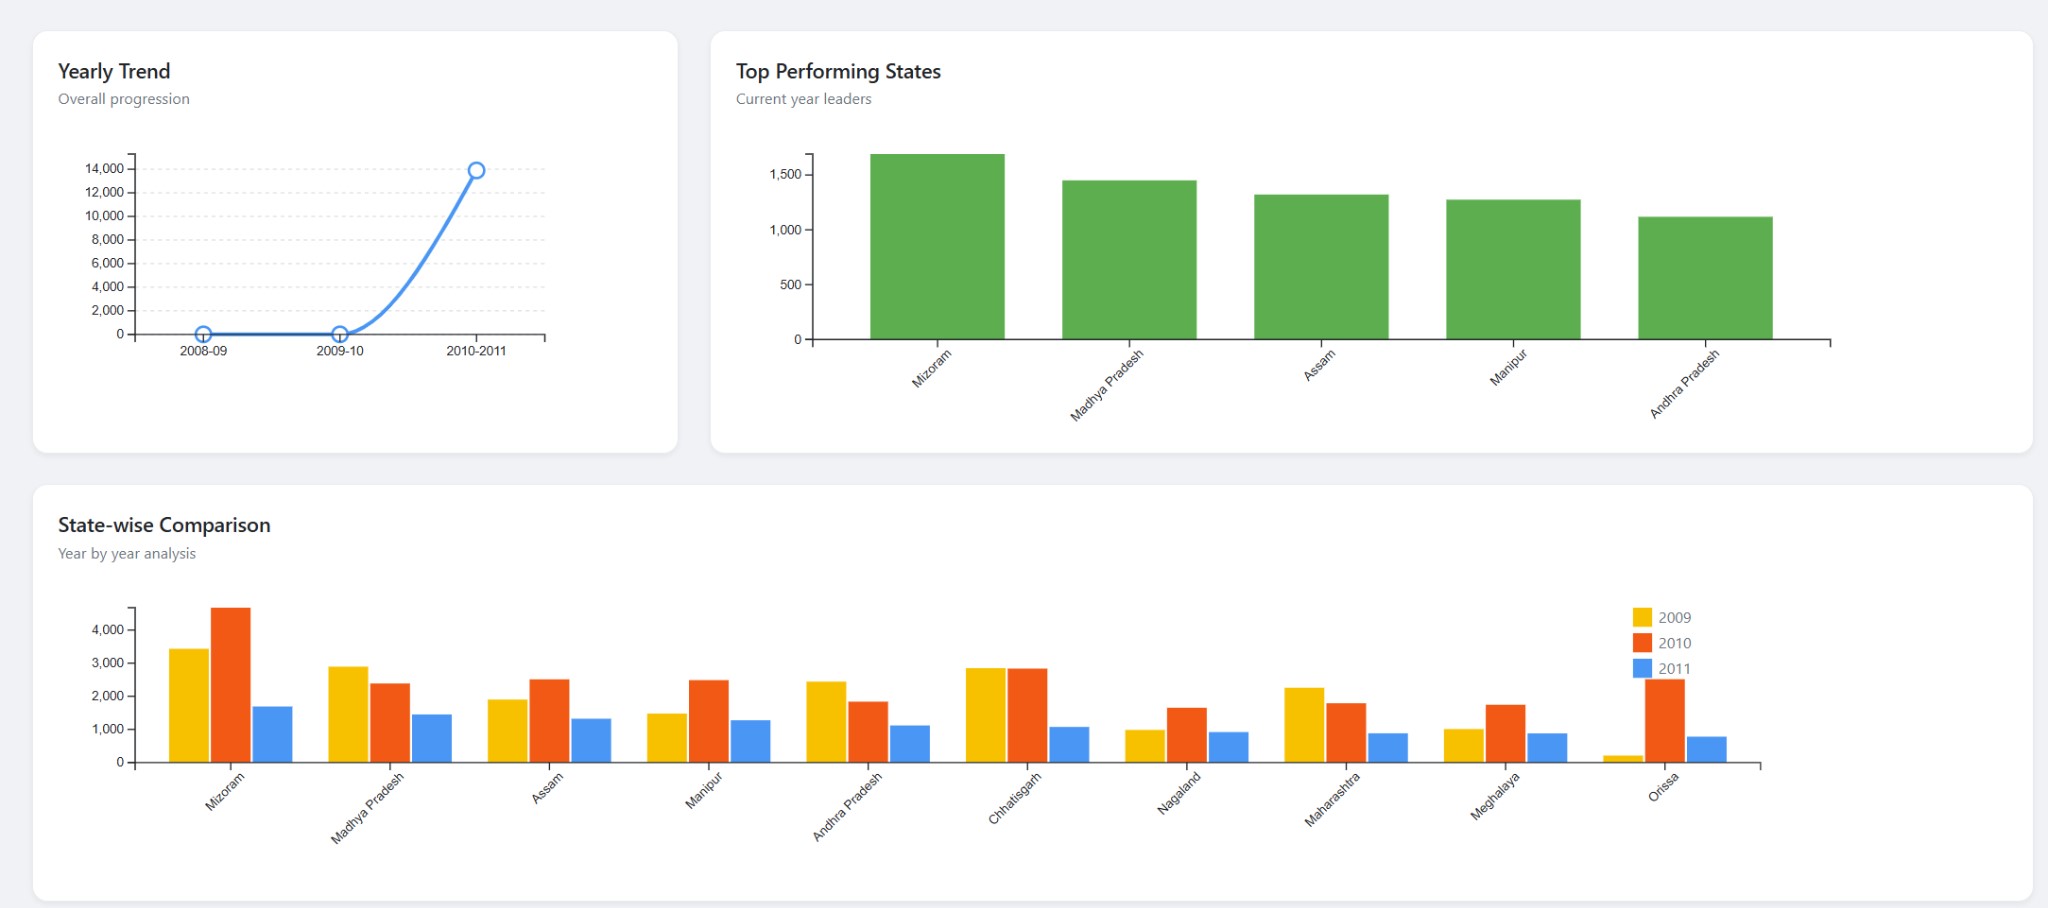 Yearly Trend
Overall progression
14,000
12,000
10,000
8,000
6,000
4,000
2,000
0
2008-09 2009-10 2010-2011
Top Performing States
Current year leaders
1,500
1,000
500
0
Mizoram Madhya Pradesh Assam Manipur Andhra Pradesh
State-wise Comparison
Year by year analysis
4,000
3,000
2,000
1,000
0
2009
2010
2011
Mizoram Madhya Pradesh Assam Manipur Andhra Pradesh Chhatisgarh Nagaland Maharashtra Meghalaya Orissa